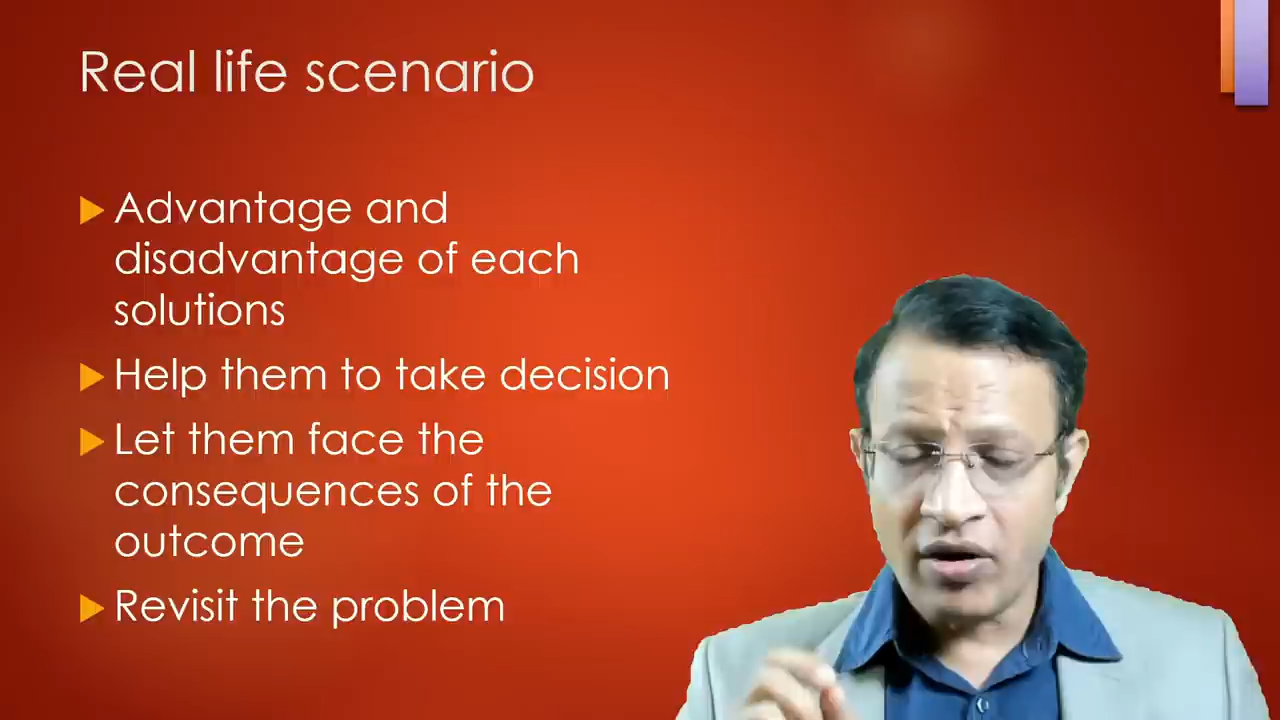 Real life scenario
Advantage and
disadvantage of each
solutions
Help them to take decision
Let them face the
consequences of the
outcome
Revisit the problem